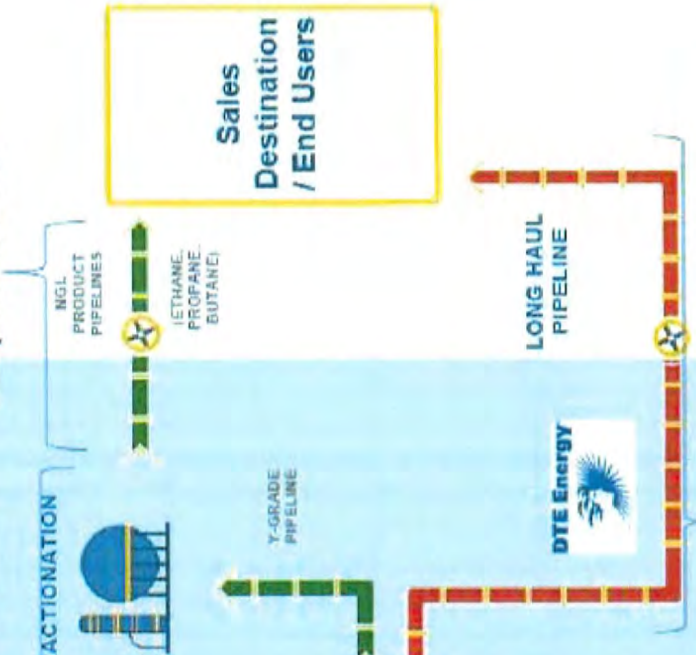 Sales
Destination
/ End Users
NGL
PRODUCT
PIPELINES
(ETHANE,
PROPANE,
BUTANE)
LONG HAUL
PIPELINE
ACTIONATION
Y-GRADE
PIPELINE
DTE Energy